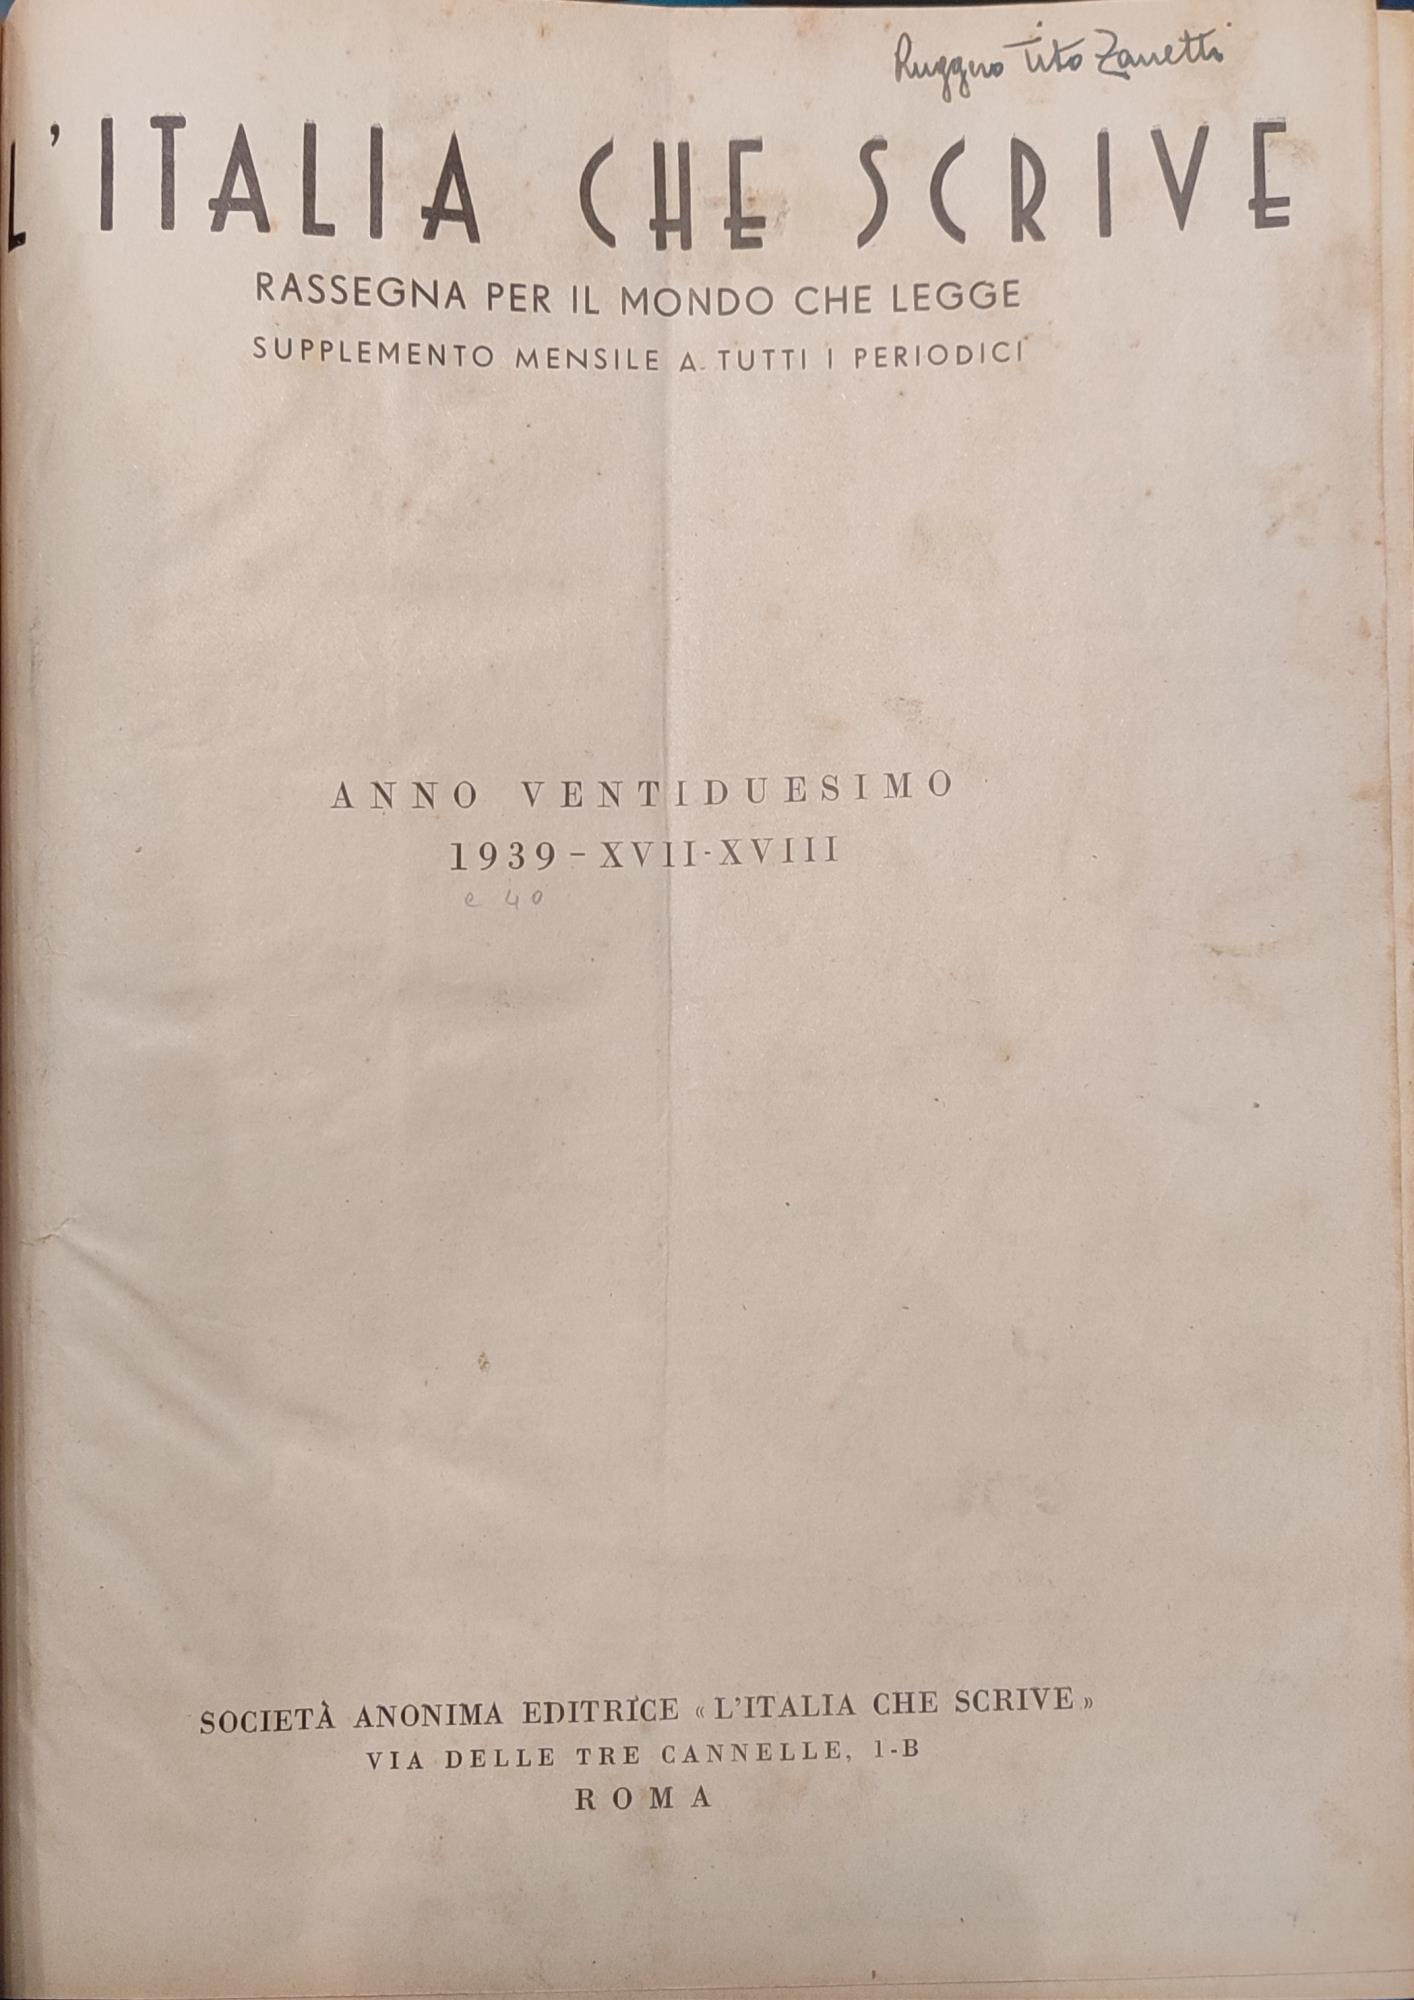 Ruggero Tito Zanetti
L'ITALIA CHE SCRIVE
RASSEGNA PER IL MONDO CHE LEGGE
SUPPLEMENTO MENSILE A TUTTI I PERIODICI
ANNO VENTIDUESIMO
1939 - XVII-XVIII
e 40
SOCIETÀ ANONIMA EDITRICE « L'ITALIA CHE SCRIVE »
VIA DELLE TRE CANNELLE, 1-B
ROMA